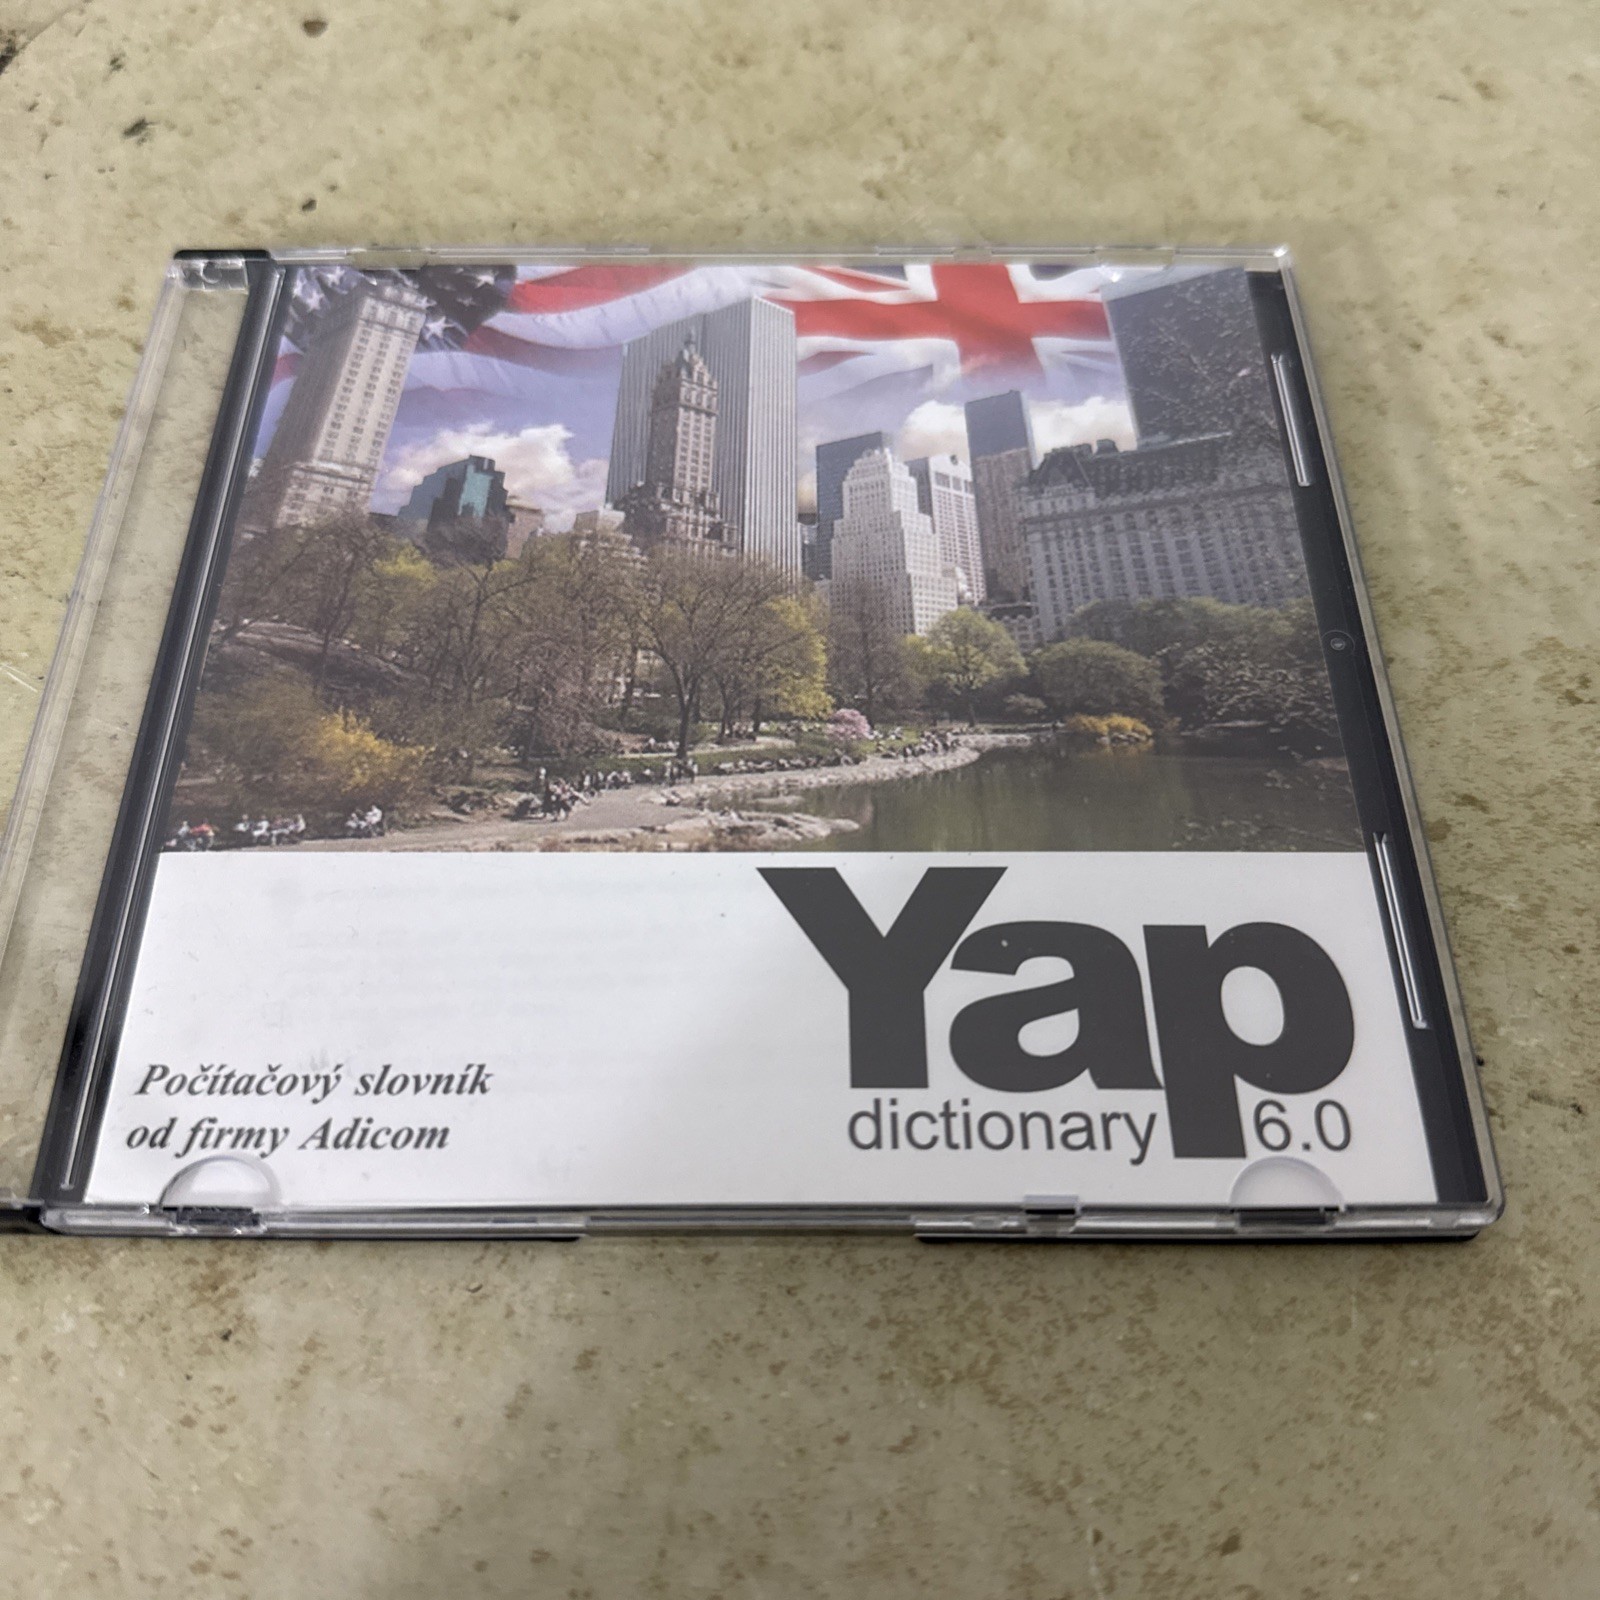 Yap
dictionary 6.0
Počítačový slovník
od firmy Adicom